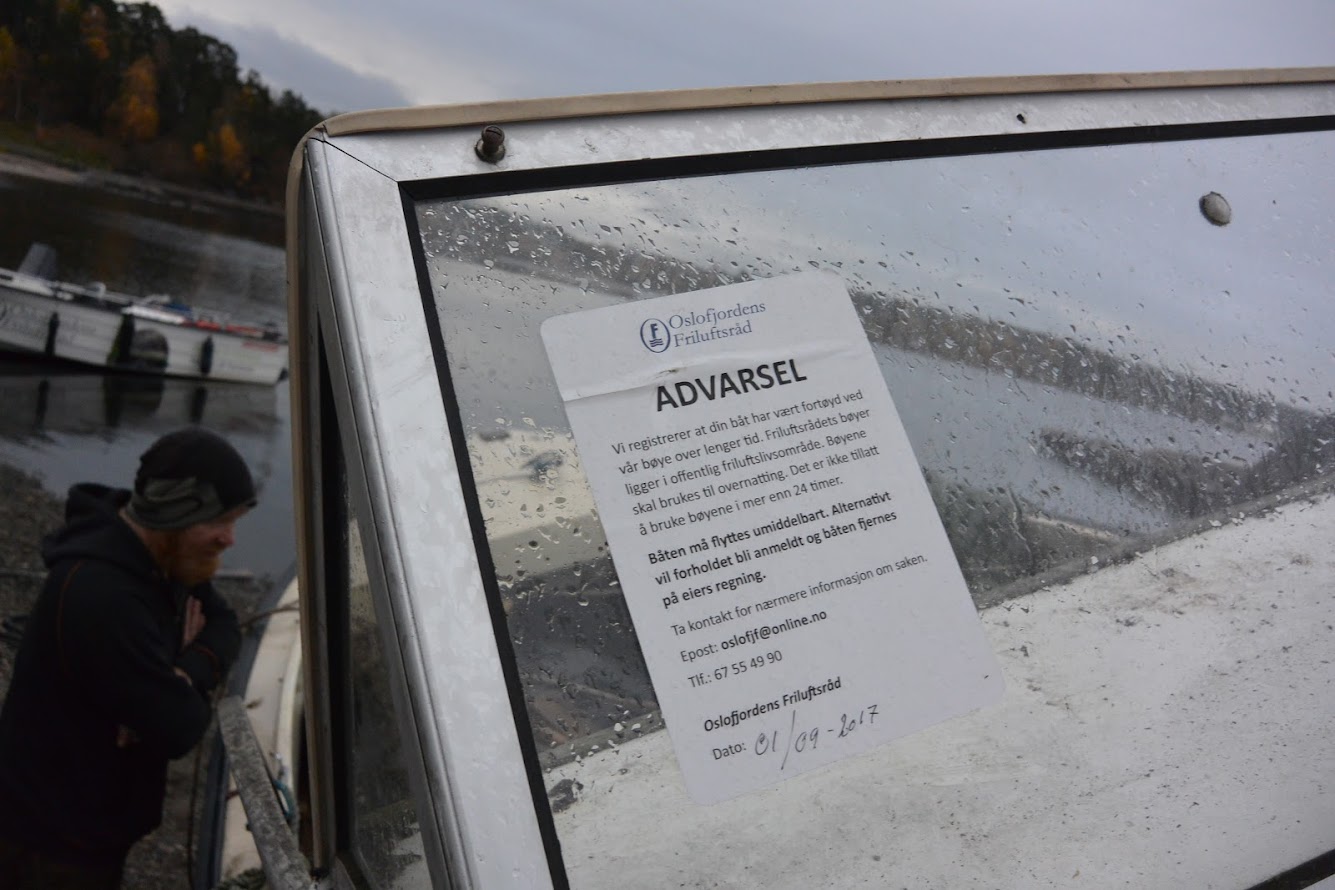 Oslofjordens
Friluftsråd
ADVARSEL
Vi registrerer at din båt har vært fortøyd ved
vår bøye over lenger tid. Friluftsrådets bøyer
ligger i offentlig friluftslivsområde. Bøyene
skal brukes til overnatting. Det er ikke tillatt
å bruke bøyene i mer enn 24 timer.
Båten må flyttes umiddelbart. Alternativt
vil forholdet bli anmeldt og båten fjernes
på eiers regning.
Ta kontakt for nærmere informasjon om saken.
Epost: oslofjf@online.no
Tlf.: 67 55 49 90
Oslofjordens Friluftsråd
Dato: 01/09-2017